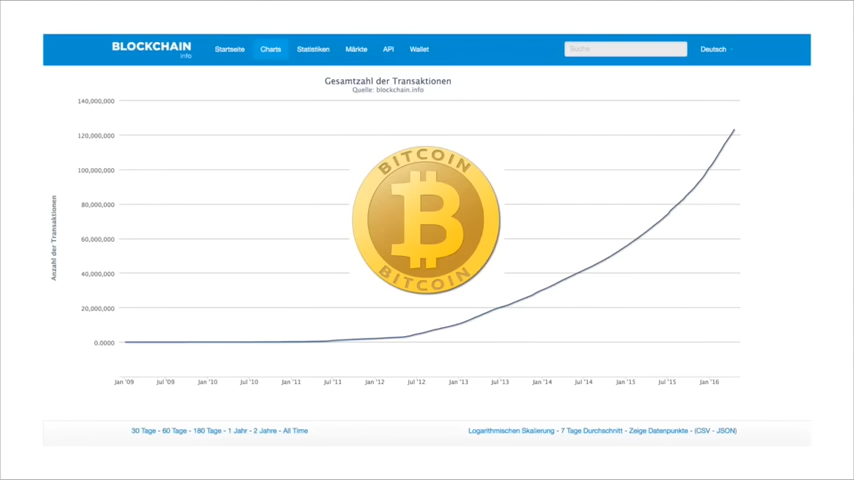 BLOCKCHAIN
info
Startseite
Charts
Statistiken
Märkte
API
Wallet
Suche
Deutsch
Gesamtzahl der Transaktionen
Quelle: blockchain.info
Anzahl der Transaktionen
140,000,000
120,000,000
100,000,000
80,000,000
60,000,000
40,000,000
20,000,000
0.0000
BITCOIN
BITCOIN
Jan '09 Jul '09 Jan '10 Jul '10 Jan '11 Jul '11 Jan '12 Jul '12 Jan '13 Jul '13 Jan '14 Jul '14 Jan '15 Jul '15 Jan '16
30 Tage - 60 Tage - 180 Tage - 1 Jahr - 2 Jahre - All Time
Logarithmischen Skalierung - 7 Tage Durchschnitt - Zeige Datenpunkte - (CSV - JSON)